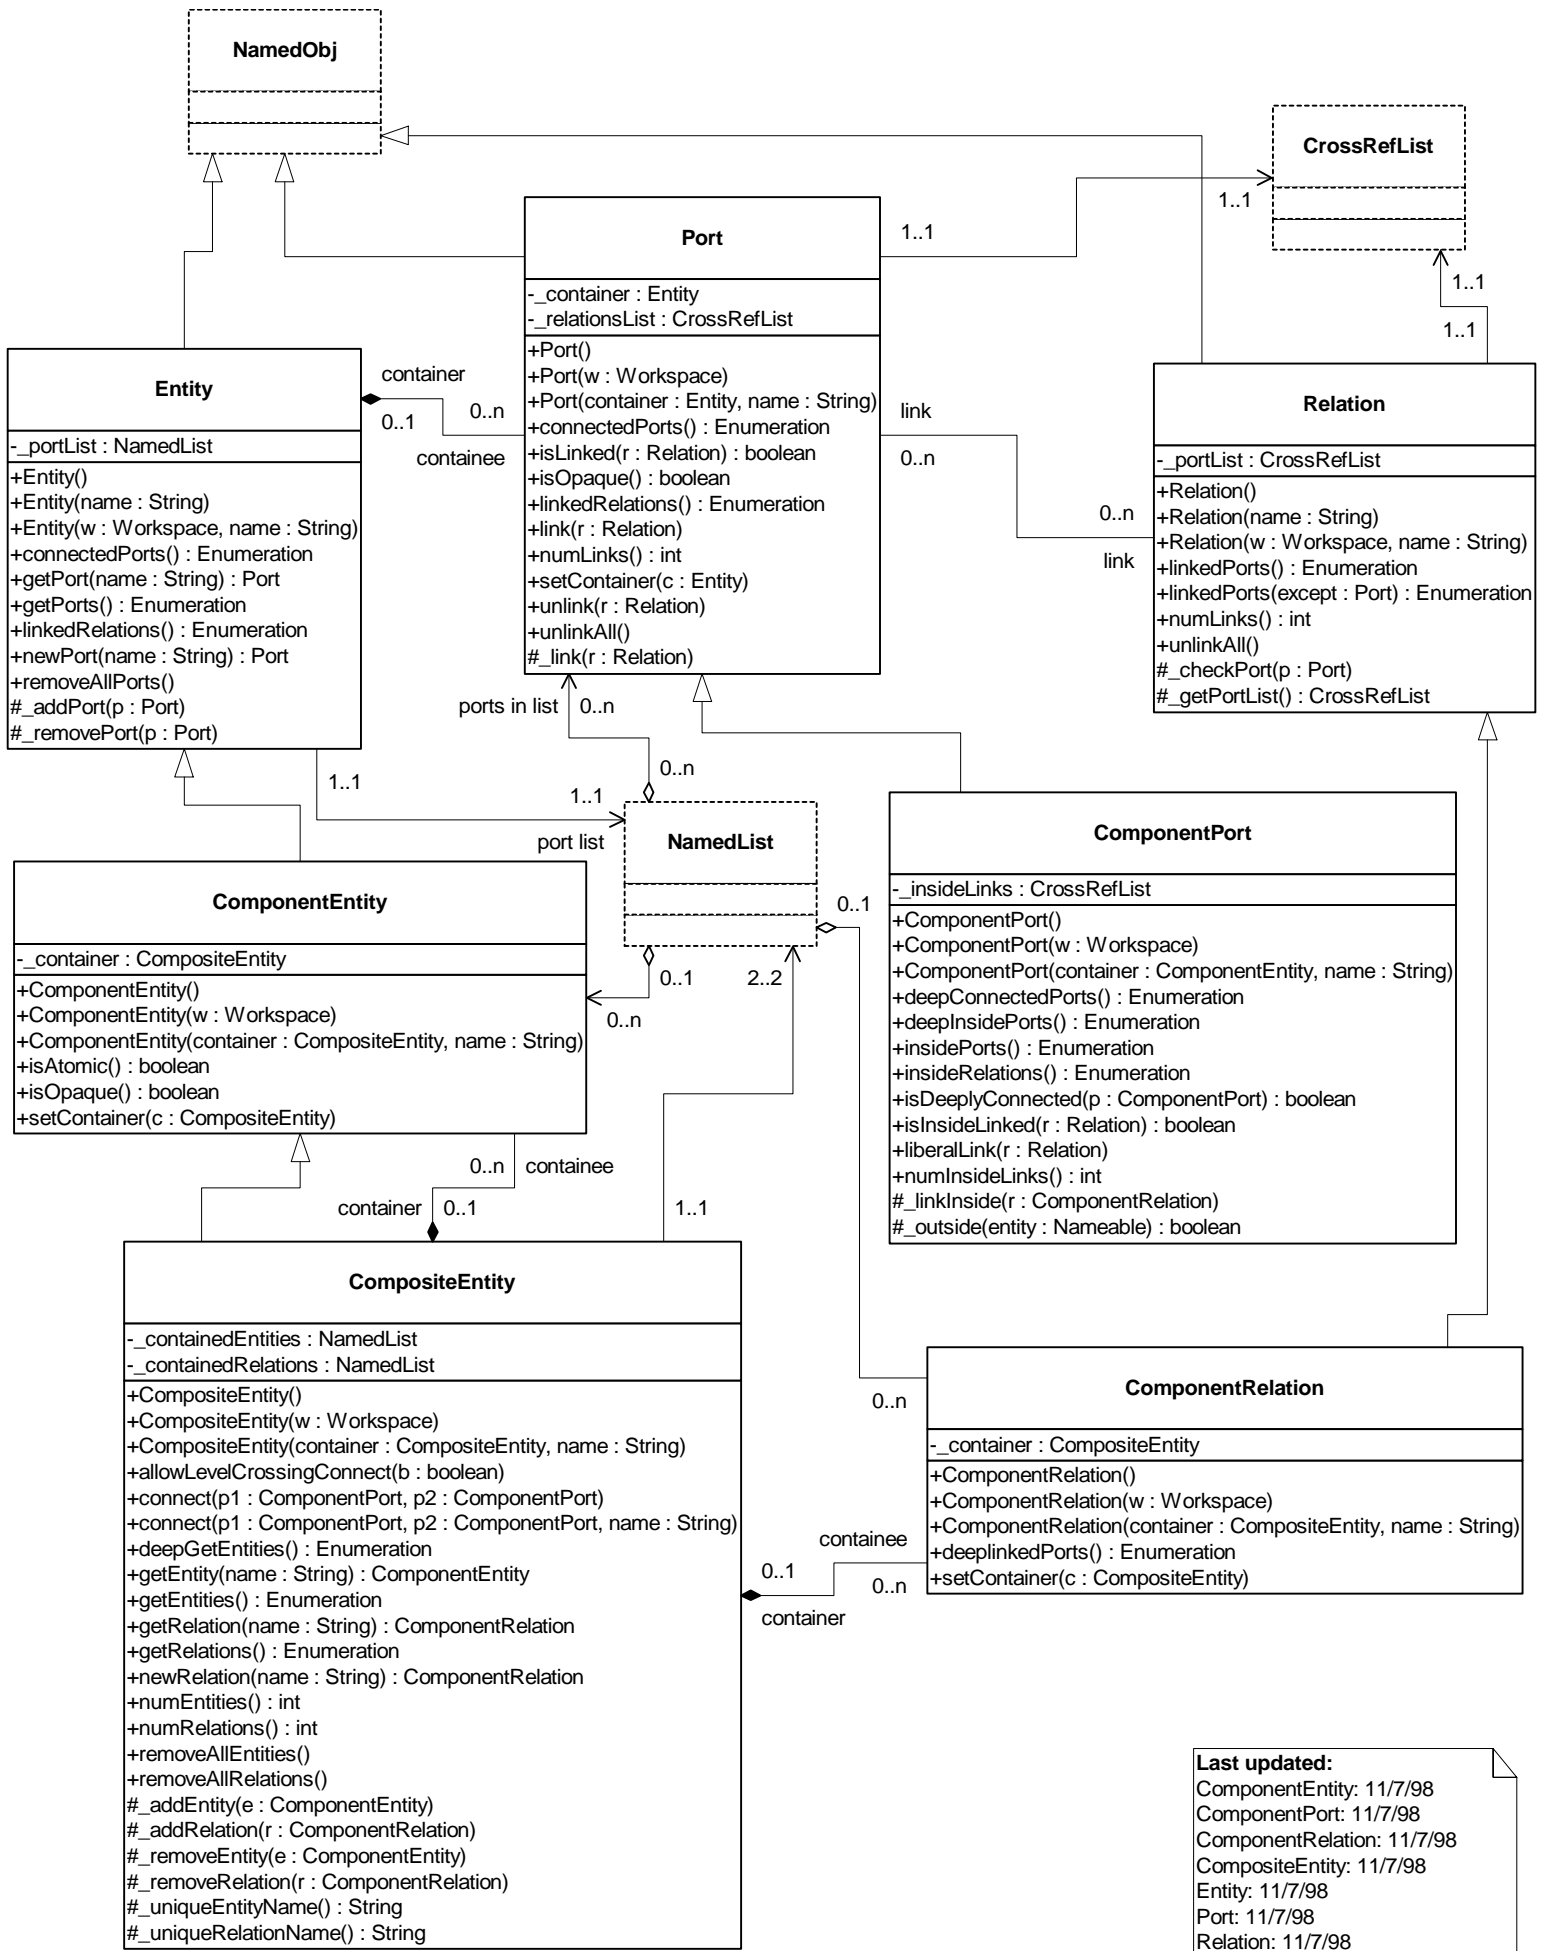 NamedObj
CrossRefList
Port
-_container : Entity
-_relationsList : CrossRefList
+Port()
+Port(w : Workspace)
+Port(container : Entity, name : String)
+connectedPorts() : Enumeration
+isLinked(r : Relation) : boolean
+isOpaque() : boolean
+linkedRelations() : Enumeration
+link(r : Relation)
+numLinks() : int
+setContainer(c : Entity)
+unlink(r : Relation)
+unlinkAll()
#_link(r : Relation)
1..1
1..1
1..1
1..1
Entity
-_portList : NamedList
+Entity()
+Entity(name : String)
+Entity(w : Workspace, name : String)
+connectedPorts() : Enumeration
+getPort(name : String) : Port
+getPorts() : Enumeration
+linkedRelations() : Enumeration
+newPort(name : String) : Port
+removeAllPorts()
#_addPort(p : Port)
#_removePort(p : Port)
container
0..1
0..n
containee
link
0..n
0..n
link
Relation
-_portList : CrossRefList
+Relation()
+Relation(name : String)
+Relation(w : Workspace, name : String)
+linkedPorts() : Enumeration
+linkedPorts(except : Port) : Enumeration
+numLinks() : int
+unlinkAll()
#_checkPort(p : Port)
#_getPortList() : CrossRefList
ports in list
0..n
0..n
1..1
1..1
port list
NamedList
0..1
0..1
2..2
0..n
ComponentPort
-_insideLinks : CrossRefList
+ComponentPort()
+ComponentPort(w : Workspace)
+ComponentPort(container : ComponentEntity, name : String)
+deepConnectedPorts() : Enumeration
+deepInsidePorts() : Enumeration
+insidePorts() : Enumeration
+insideRelations() : Enumeration
+isDeeplyConnected(p : ComponentPort) : boolean
+isInsideLinked(r : Relation) : boolean
+liberalLink(r : Relation)
+numInsideLinks() : int
#_linkInside(r : ComponentRelation)
#_outside(entity : Nameable) : boolean
ComponentEntity
-_container : CompositeEntity
+ComponentEntity()
+ComponentEntity(w : Workspace)
+ComponentEntity(container : CompositeEntity, name : String)
+isAtomic() : boolean
+isOpaque() : boolean
+setContainer(c : CompositeEntity)
0..n
containee
container
0..1
1..1
CompositeEntity
-_containedEntities : NamedList
-_containedRelations : NamedList
+CompositeEntity()
+CompositeEntity(w : Workspace)
+CompositeEntity(container : CompositeEntity, name : String)
+allowLevelCrossingConnect(b : boolean)
+connect(p1 : ComponentPort, p2 : ComponentPort)
+connect(p1 : ComponentPort, p2 : ComponentPort, name : String)
+deepGetEntities() : Enumeration
+getEntity(name : String) : ComponentEntity
+getEntities() : Enumeration
+getRelation(name : String) : ComponentRelation
+getRelations() : Enumeration
+newRelation(name : String) : ComponentRelation
+numEntities() : int
+numRelations() : int
+removeAllEntities()
+removeAllRelations()
#_addEntity(e : ComponentEntity)
#_addRelation(r : ComponentRelation)
#_removeEntity(e : ComponentEntity)
#_removeRelation(r : ComponentRelation)
#_uniqueEntityName() : String
#_uniqueRelationName() : String
0..n
ComponentRelation
-_container : CompositeEntity
+ComponentRelation()
+ComponentRelation(w : Workspace)
+ComponentRelation(container : CompositeEntity, name : String)
+deeplinkedPorts() : Enumeration
+setContainer(c : CompositeEntity)
containee
0..1
0..n
container
Last updated:
ComponentEntity: 11/7/98
ComponentPort: 11/7/98
ComponentRelation: 11/7/98
CompositeEntity: 11/7/98
Entity: 11/7/98
Port: 11/7/98
Relation: 11/7/98